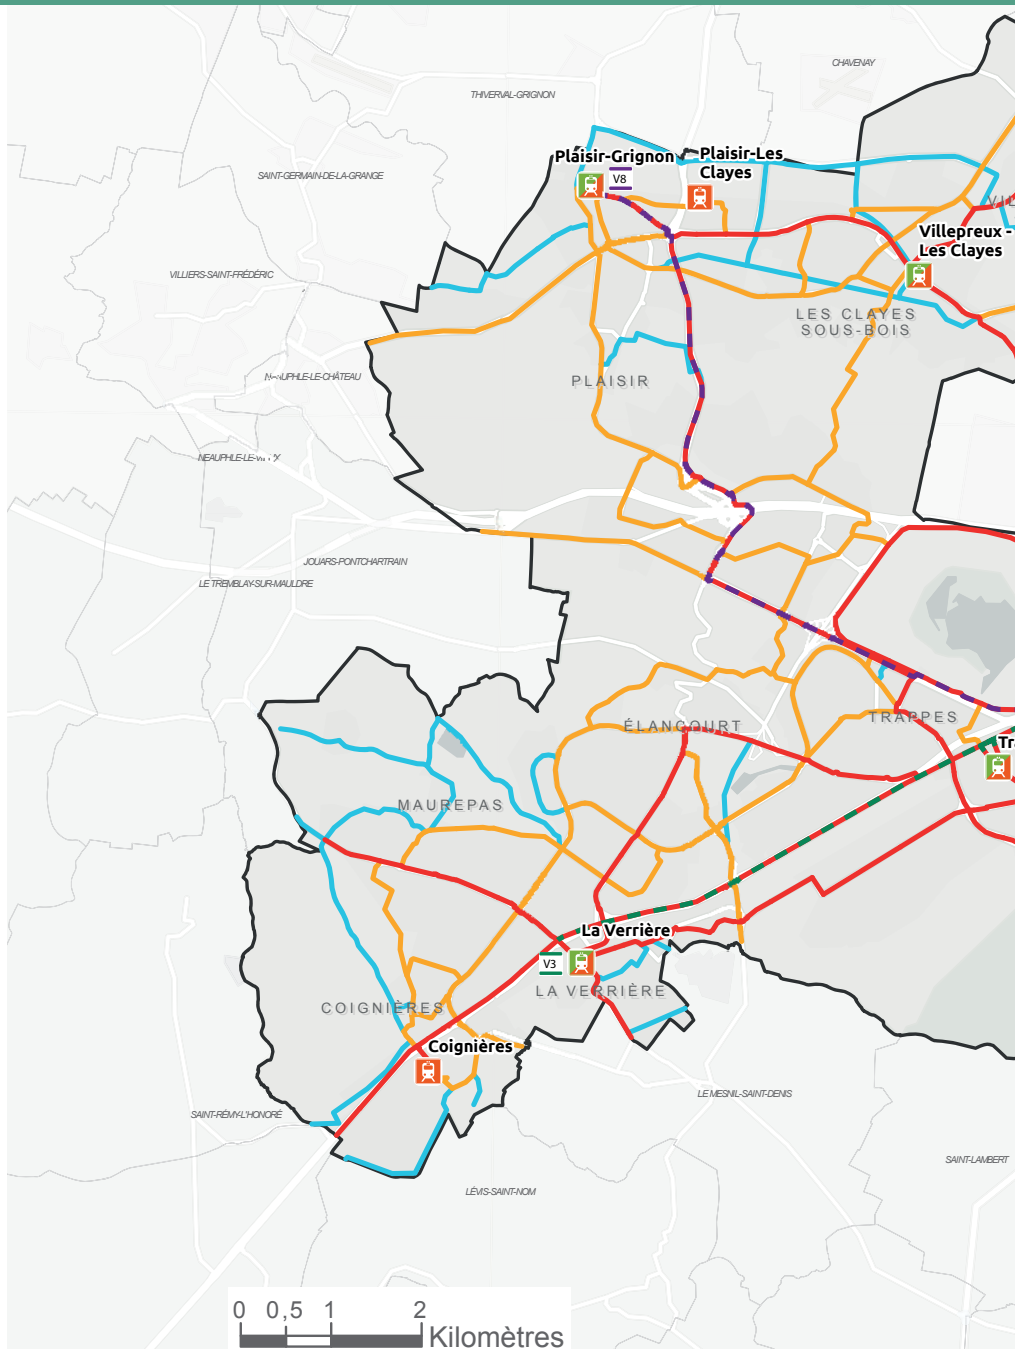 CHAVENAY
THIVERVAL-GRIGNON
Plaisir-Grignon
V8
Plaisir-Les
Clayes
SAINT-GERMAIN-DE-LA-GRANGE
VIL
Villepreux -
Les Clayes
VILLIERS-SAINT-FRÉDÉRIC
LES CLAYES
SOUS-BOIS
PLAISIR
NEAUPHLE-LE-CHÂTEAU
JOUARS-PONTCHARTRAIN
LE TREMBLAY-SUR-MAULDRE
ÉLANCOURT
TRAPPES
Tra
MAUREPAS
La Verrière
V3
LA VERRIÈRE
COIGNIÈRES
Coignières
LE MESNIL-SAINT-DENIS
SAINT-RÉMY-L'HONORÉ
SAINT-LAMBERT
LÉVIS-SAINT-NOM
0 0,5 1 2
Kilomètres